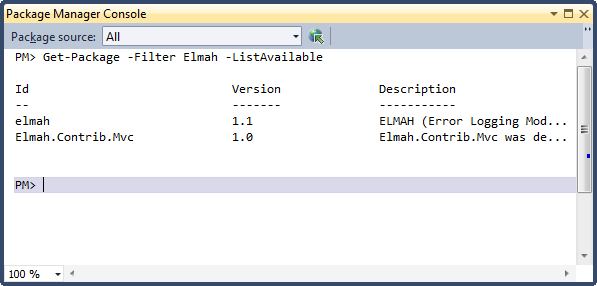 Package Manager Console
Package source: All
PM> Get-Package -Filter Elmah -ListAvailable
Id Version Description
-- ------- -----------
elmah 1.1 ELMAH (Error Logging Mod...
Elmah.Contrib.Mvc 1.0 Elmah.Contrib.Mvc was de...
PM>
100 %